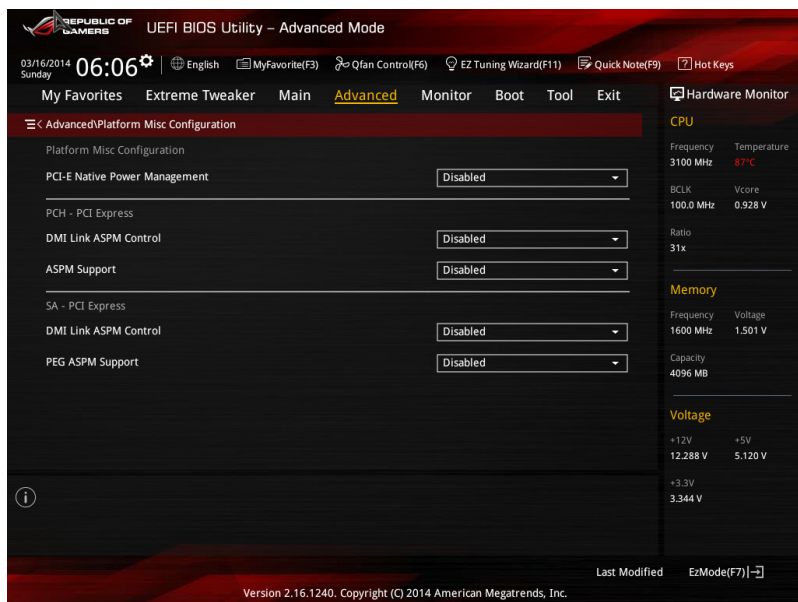 REPUBLIC OF
GAMERS
UEFI BIOS Utility – Advanced Mode
03/16/2014
Sunday
06:06
English
MyFavorite(F3)
Qfan Control(F6)
EZ Tuning Wizard(F11)
Quick Note(F9)
? Hot Keys
My Favorites
Extreme Tweaker
Main
Advanced
Monitor
Boot
Tool
Exit
Hardware Monitor
< Advanced\Platform Misc Configuration
Platform Misc Configuration
PCI-E Native Power Management
Disabled
PCH - PCI Express
DMI Link ASPM Control
Disabled
ASPM Support
Disabled
SA - PCI Express
DMI Link ASPM Control
Disabled
PEG ASPM Support
Disabled
CPU
Frequency Temperature
3100 MHz 87°C
BCLK Vcore
100.0 MHz 0.928 V
Ratio
31x
Memory
Frequency Voltage
1600 MHz 1.501 V
Capacity
4096 MB
Voltage
+12V +5V
12.288 V 5.120 V
+3.3V
3.344 V
i
Last Modified
EzMode(F7)
Version 2.16.1240. Copyright (C) 2014 American Megatrends, Inc.